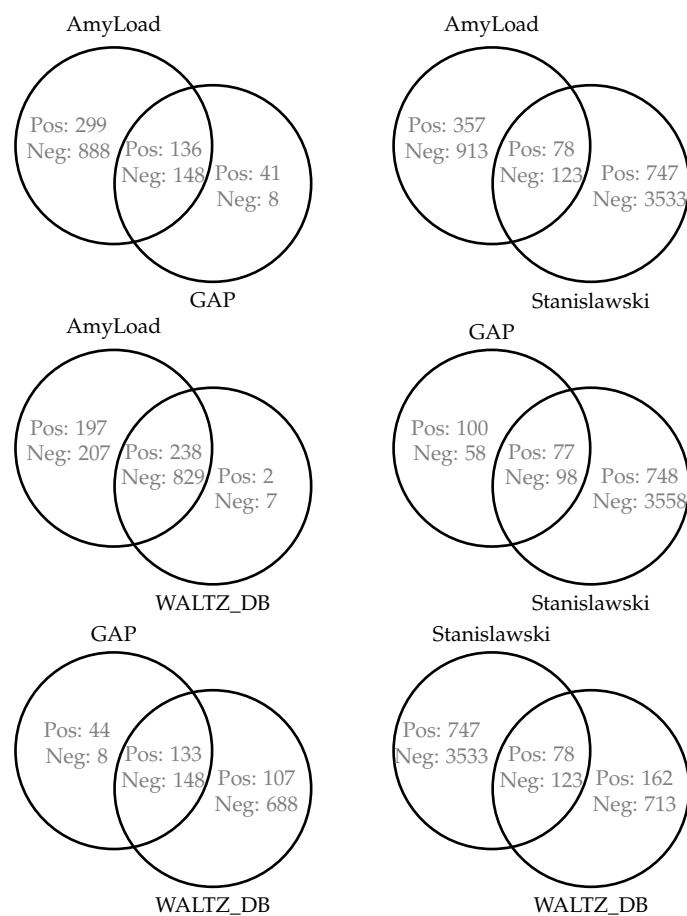 AmyLoad
Pos: 299
Neg: 888
Pos: 136
Neg: 148
Pos: 41
Neg: 8
GAP
AmyLoad
Pos: 357
Neg: 913
Pos: 78
Neg: 123
Pos: 747
Neg: 3533
Stanislawski
AmyLoad
Pos: 197
Neg: 207
Pos: 238
Neg: 829
Pos: 2
Neg: 7
WALTZ_DB
GAP
Pos: 100
Neg: 58
Pos: 77
Neg: 98
Pos: 748
Neg: 3558
Stanislawski
GAP
Pos: 44
Neg: 8
Pos: 133
Neg: 148
Pos: 107
Neg: 688
WALTZ_DB
Stanislawski
Pos: 747
Neg: 3533
Pos: 78
Neg: 123
Pos: 162
Neg: 713
WALTZ_DB